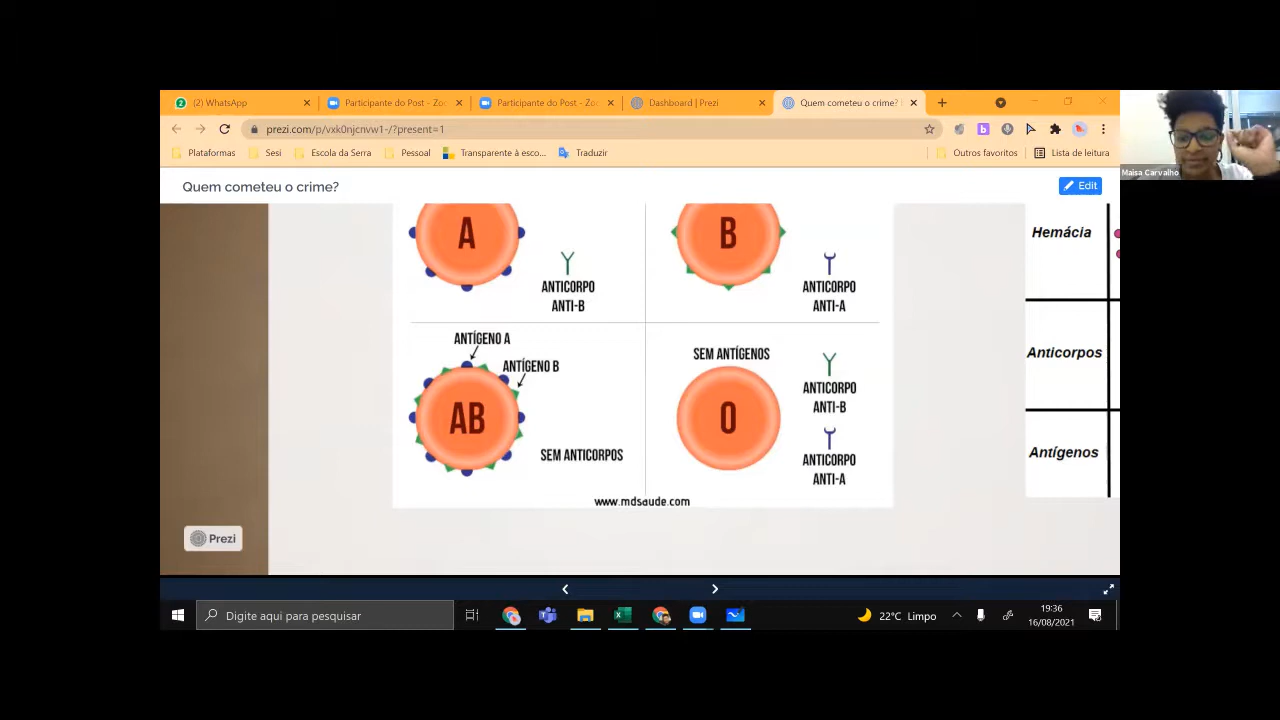 (2) WhatsApp
Participante do Post - Zoo
Participante do Post - Zoo
Dashboard | Prezi
Quem cometeu o crime?
prezi.com/p/vxk0njcnvw1-/?present=1
Plataformas
Sesi
Escola da Serra
Pessoal
Transparente à esco...
Traduzir
Outros favoritos
Lista de leitura
Maisa Carvalho
Quem cometeu o crime?
Edit
A
ANTICORPO
ANTI-B
B
ANTICORPO
ANTI-A
Hemácia
ANTÍGENO A
ANTÍGENO B
AB
SEM ANTICORPOS
SEM ANTÍGENOS
O
ANTICORPO
ANTI-B
ANTICORPO
ANTI-A
Anticorpos
Antígenos
www.mdsaude.com
Prezi
Digite aqui para pesquisar
22°C Limpo
19:36
16/08/2021